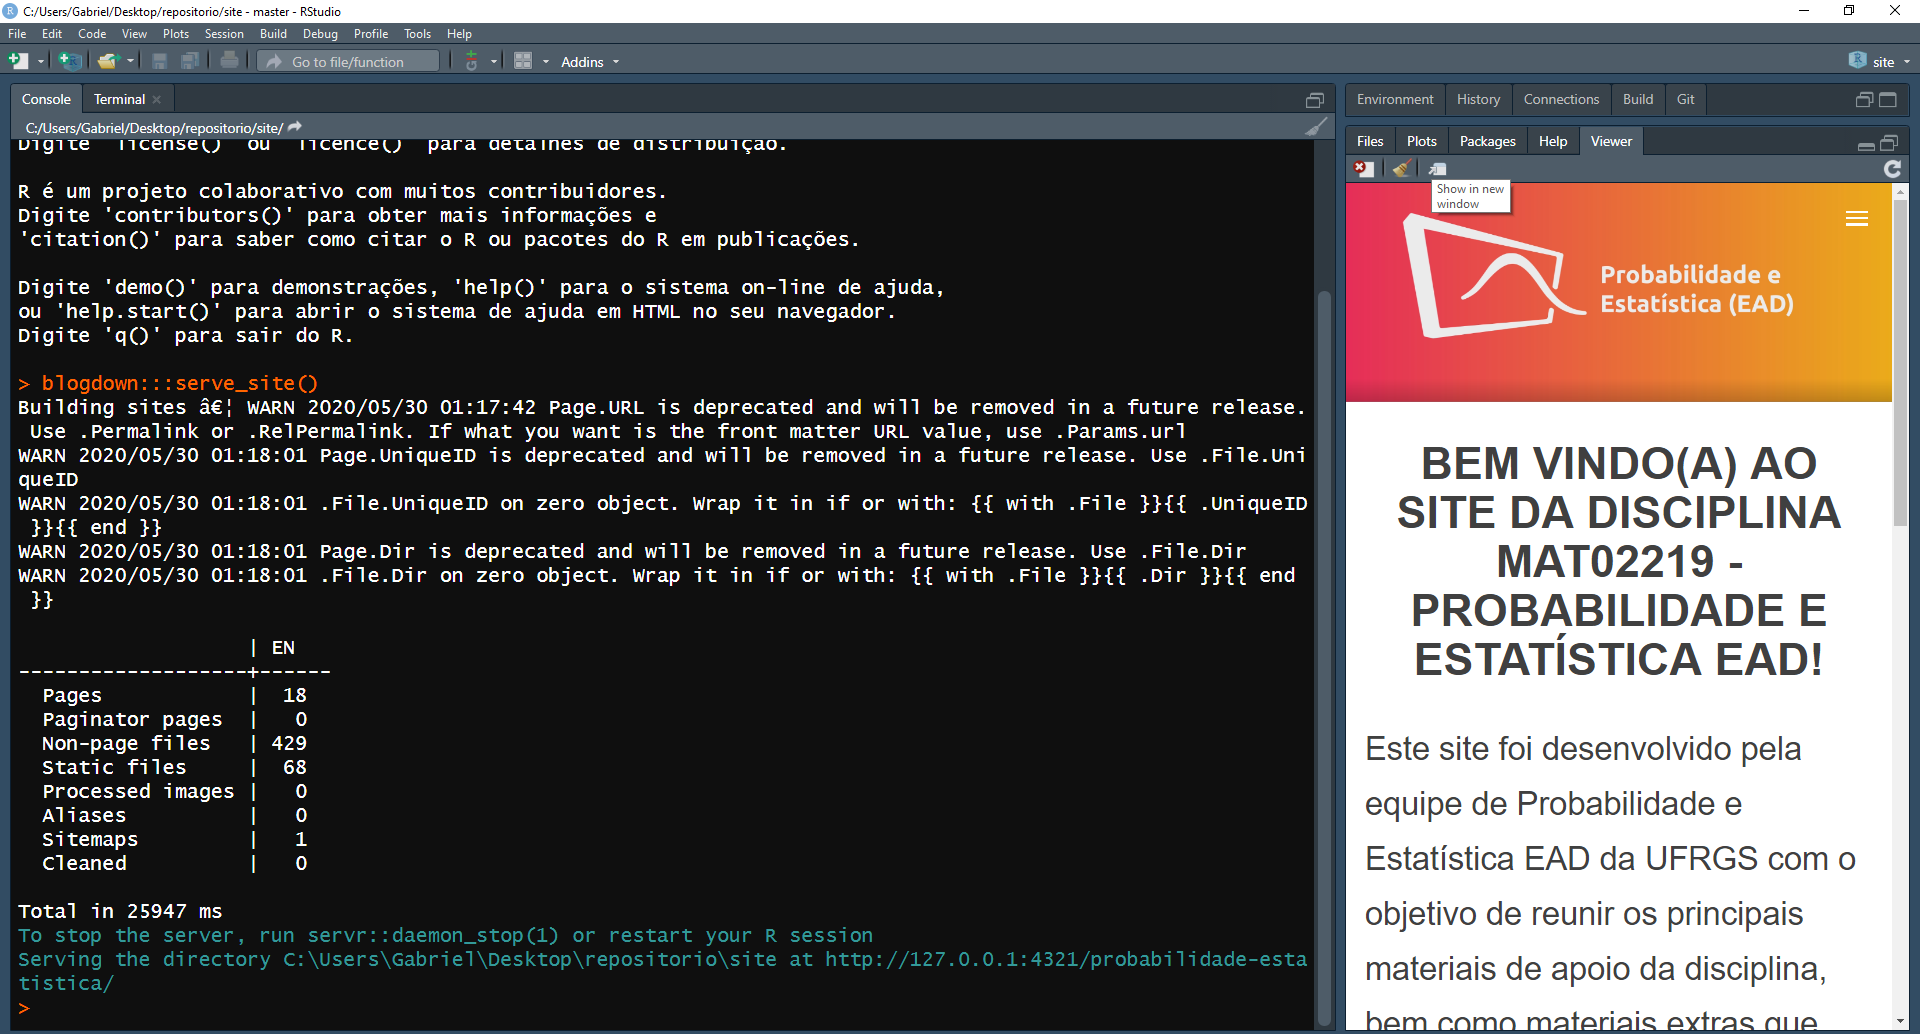 C:/Users/Gabriel/Desktop/repositorio/site - master - RStudio
File Edit Code View Plots Session Build Debug Profile Tools Help
Go to file/function Addins site
Console Terminal
C:/Users/Gabriel/Desktop/repositorio/site/
Digite 'license()' ou 'licence()' para detalhes de distribuição.
R é um projeto colaborativo com muitos contribuidores.
Digite 'contributors()' para obter mais informações e
'citation()' para saber como citar o R ou pacotes do R em publicações.
Digite 'demo()' para demonstrações, 'help()' para o sistema on-line de ajuda,
ou 'help.start()' para abrir o sistema de ajuda em HTML no seu navegador.
Digite 'q()' para sair do R.
> blogdown:::serve_site()
Building sites â€¦ WARN 2020/05/30 01:17:42 Page.URL is deprecated and will be removed in a future release.
Use .Permalink or .RelPermalink. If what you want is the front matter URL value, use .Params.url
WARN 2020/05/30 01:18:01 Page.UniqueID is deprecated and will be removed in a future release. Use .File.Uni
queID
WARN 2020/05/30 01:18:01 .File.UniqueID on zero object. Wrap it in if or with: {{ with .File }}{{ .UniqueID
}}{{ end }}
WARN 2020/05/30 01:18:01 Page.Dir is deprecated and will be removed in a future release. Use .File.Dir
WARN 2020/05/30 01:18:01 .File.Dir on zero object. Wrap it in if or with: {{ with .File }}{{ .Dir }}{{ end
}}
| EN
-------------------+------
Pages | 18
Paginator pages | 0
Non-page files | 429
Static files | 68
Processed images | 0
Aliases | 0
Sitemaps | 1
Cleaned | 0
Total in 25947 ms
To stop the server, run servr::daemon_stop(1) or restart your R session
Serving the directory C:\Users\Gabriel\Desktop\repositorio\site at http://127.0.0.1:4321/probabilidade-esta
tistica/
>
Environment History Connections Build Git
Files Plots Packages Help Viewer
Show in new
window
Probabilidade e
Estatística (EAD)
BEM VINDO(A) AO
SITE DA DISCIPLINA
MAT02219 -
PROBABILIDADE E
ESTATÍSTICA EAD!
Este site foi desenvolvido pela
equipe de Probabilidade e
Estatística EAD da UFRGS com o
objetivo de reunir os principais
materiais de apoio da disciplina,
bem como materiais extras que